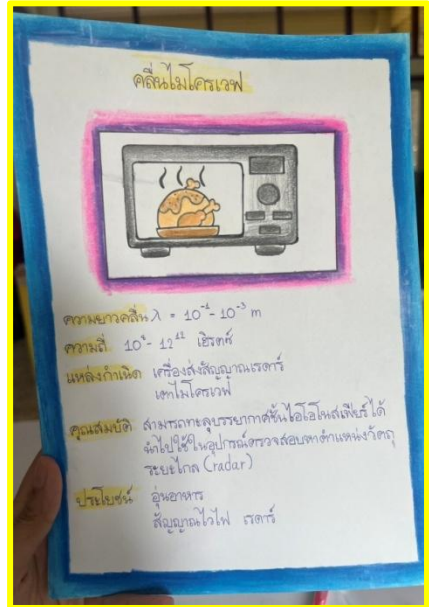 คลื่นไมโครเวฟ
ความยาวคลื่น λ = 10⁻¹ - 10⁻³ m
ความถี่ 10⁹ - 12¹² เฮิรตซ์
แหล่งกำเนิด เครื่องส่งสัญญาณเรดาร์
เตาไมโครเวฟ
คุณสมบัติ สามารถทะลุบรรยากาศชั้นไอโอโนสเฟียร์ได้
นำไปใช้ในอุปกรณ์ตรวจสอบหาตำแหน่งวัตถุ
ระยะไกล (radar)
ประโยชน์ อุ่นอาหาร
สัญญาณไวไฟ เรดาร์